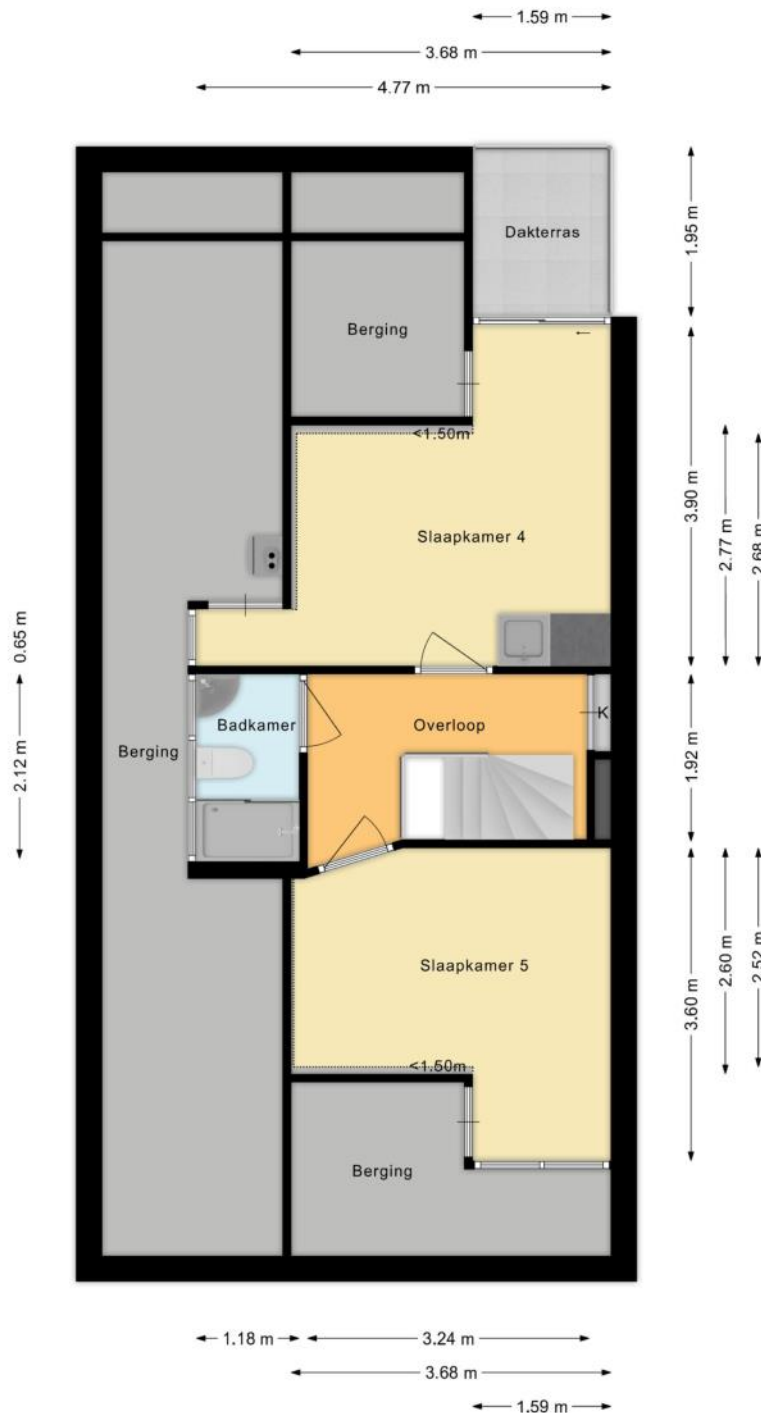 1.59 m
3.68 m
4.77 m
Dakterras
1.95 m
Berging
<1.50m
Slaapkamer 4
3.90 m
2.77 m
2.68 m
0.65 m
Badkamer
Overloop
K
Berging
2.12 m
1.92 m
Slaapkamer 5
3.60 m
2.60 m
2.52 m
<1.50m
Berging
1.18 m
3.24 m
3.68 m
1.59 m